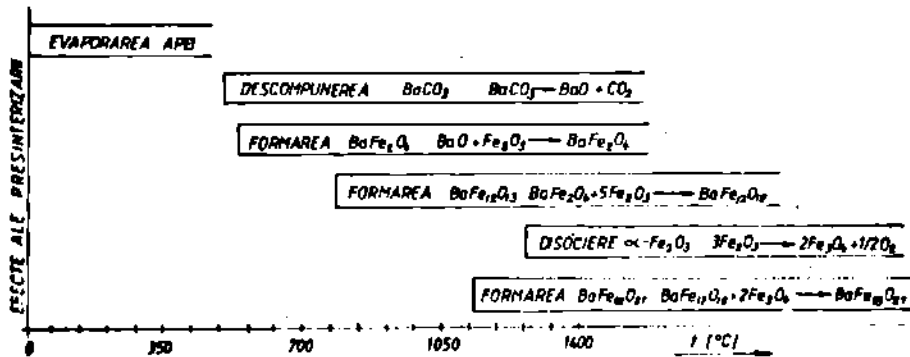 EFECTE ALE PRESINTERIZARII
EVAPORAREA APEI
DESCOMPUNEREA BaCO₃ BaCO₃ → BaO + CO₂
FORMAREA BaFe₂O₄ BaO + Fe₂O₃ → BaFe₂O₄
FORMAREA BaFe₁₂O₁₉ BaFe₂O₄ + 5Fe₂O₃ → BaFe₁₂O₁₉
DISOCIERE α-Fe₂O₃ 3Fe₂O₃ → 2Fe₃O₄ + 1/2O₂
FORMAREA BaFe₁₈O₂₇ BaFe₁₂O₁₉ + 2Fe₃O₄ → BaFe₁₈O₂₇
0 350 700 1050 1400 t [°C]